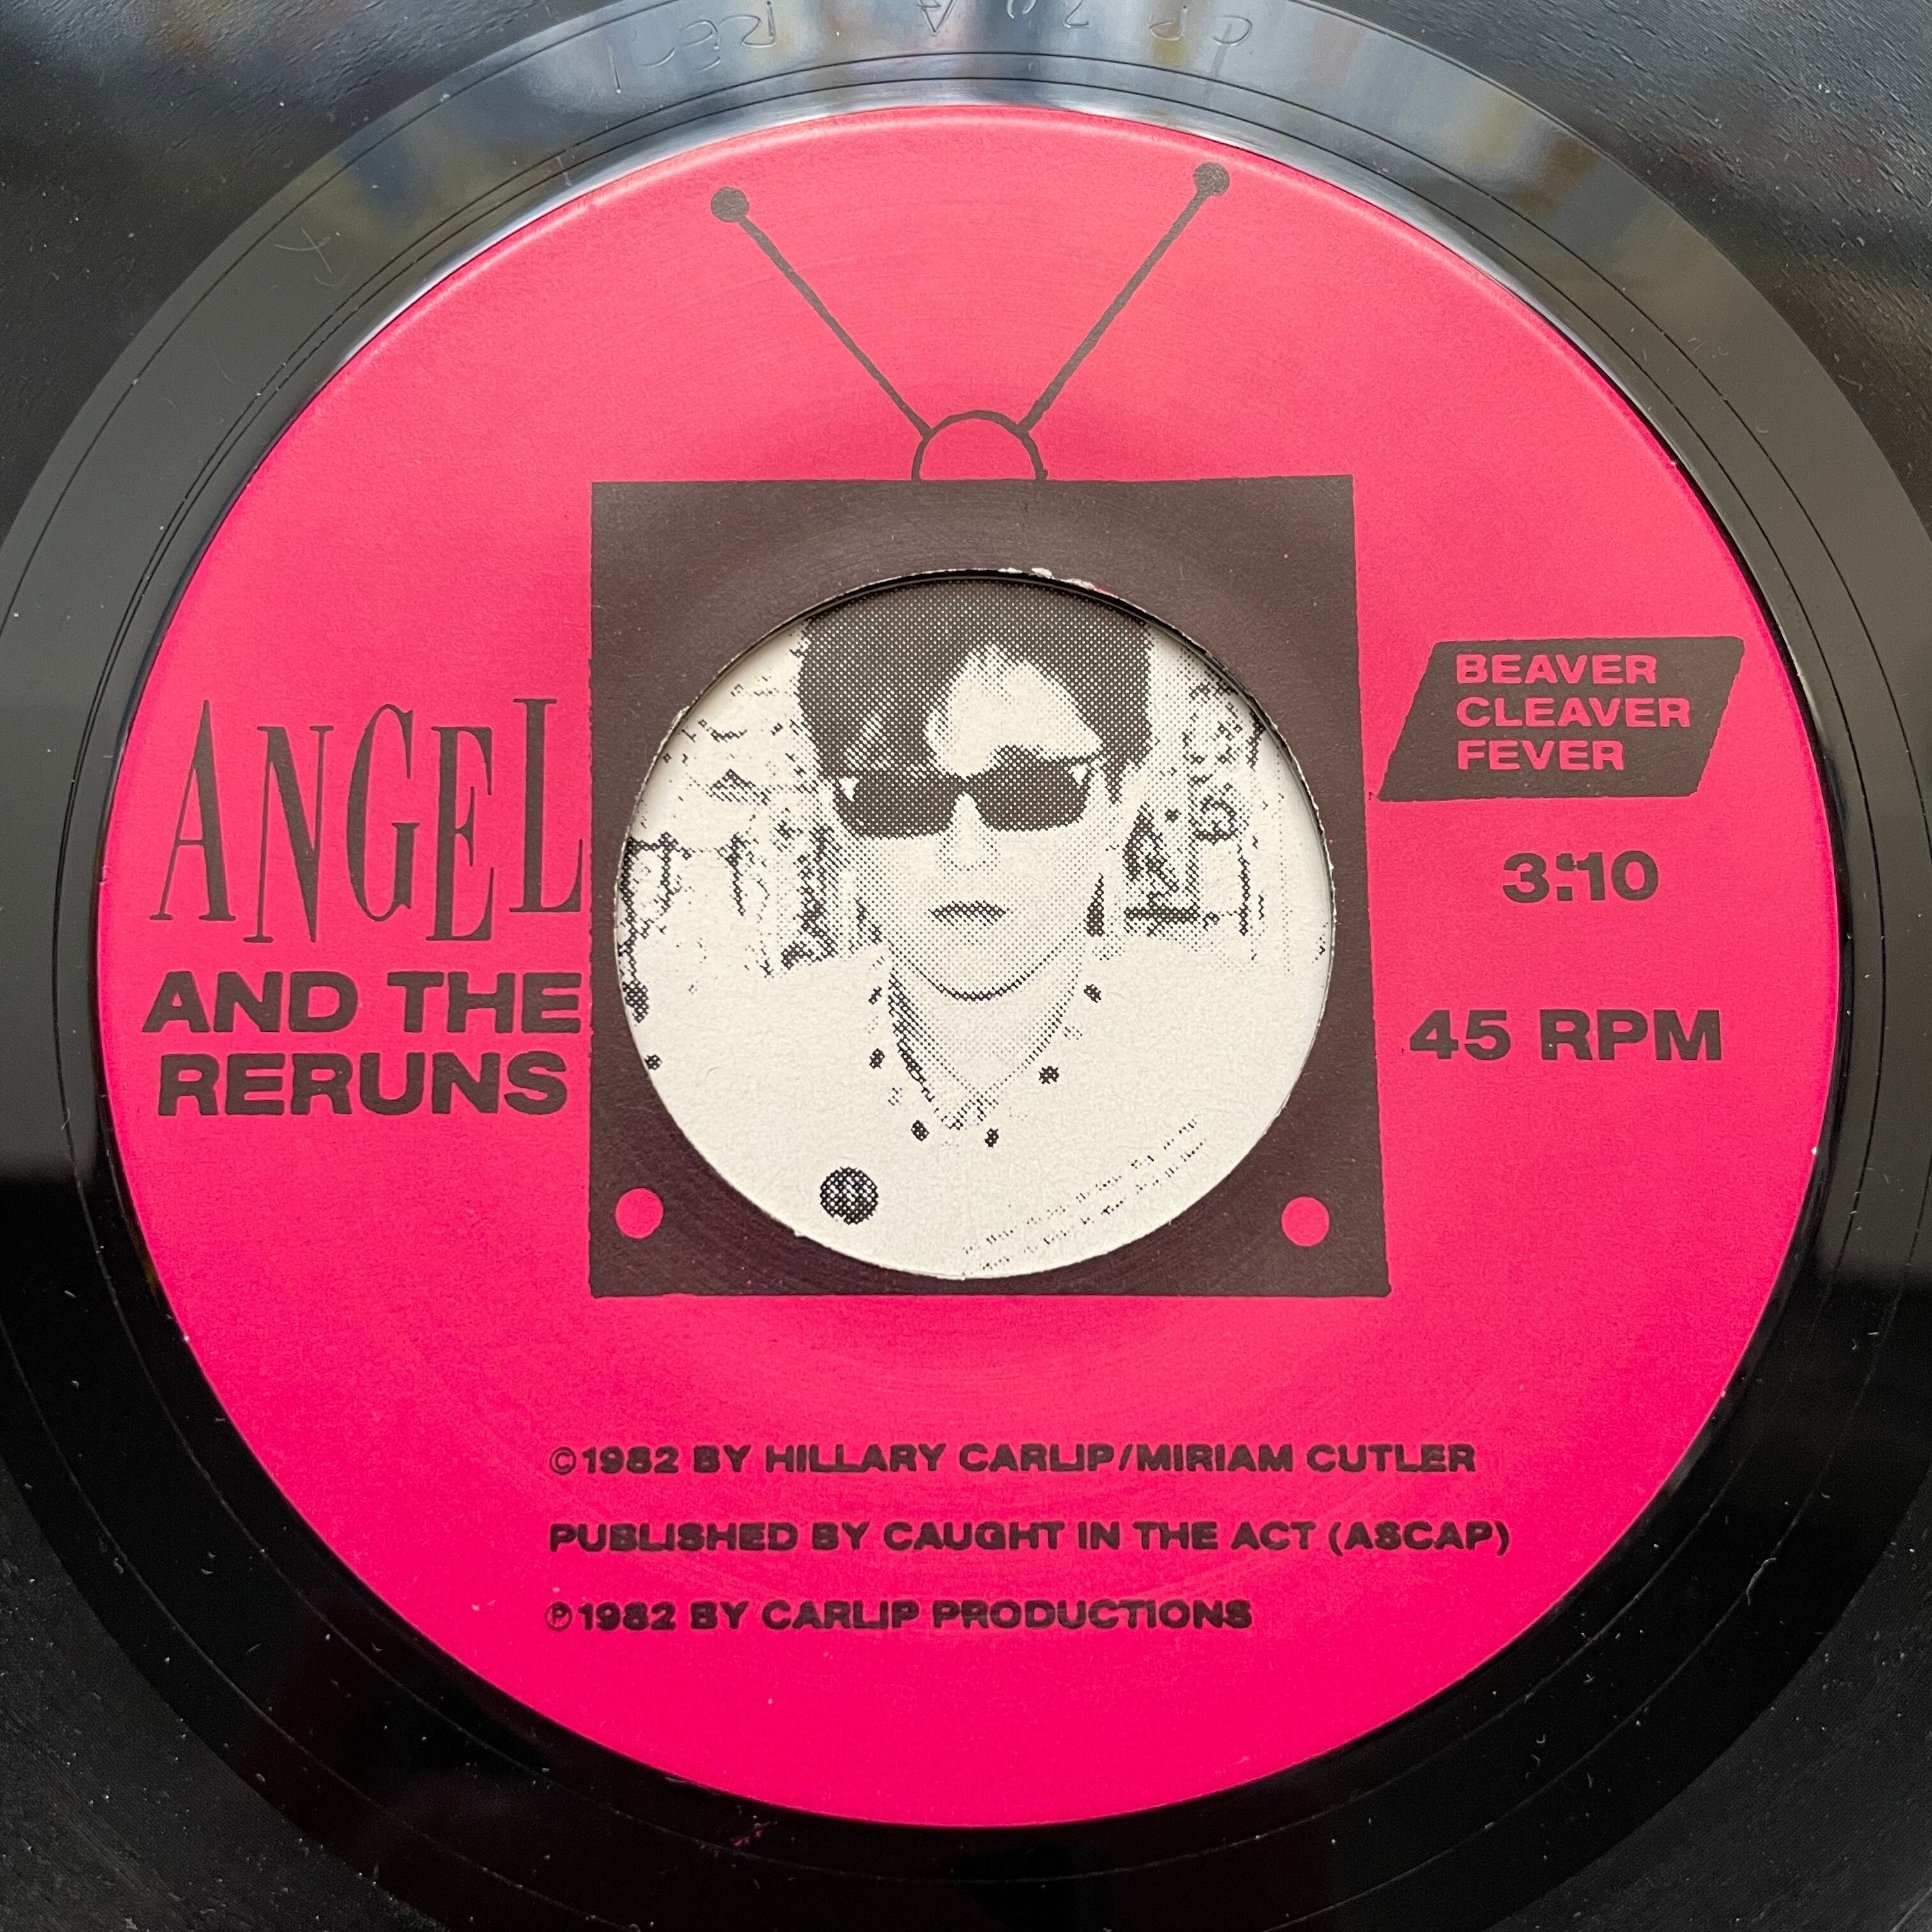 ANGEL
AND THE
RERUNS
BEAVER
CLEAVER
FEVER
3:10
45 RPM
©1982 BY HILLARY CARLIP/MIRIAM CUTLER
PUBLISHED BY CAUGHT IN THE ACT (ASCAP)
℗1982 BY CARLIP PRODUCTIONS